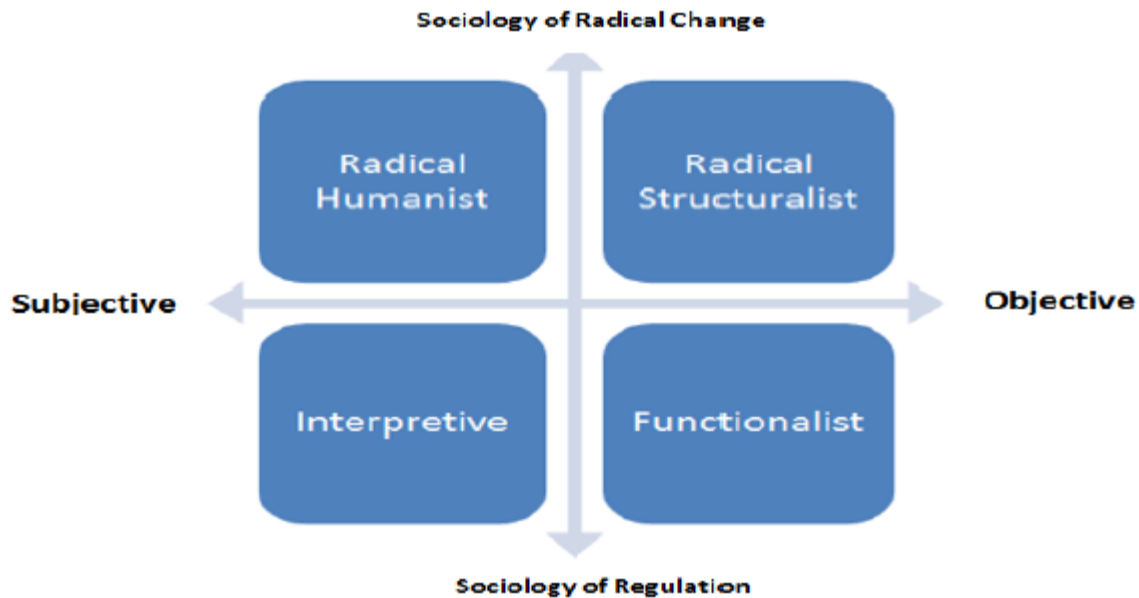 Sociology of Radical Change
Radical
Humanist
Radical
Structuralist
Subjective
Objective
Interpretive
Functionalist
Sociology of Regulation